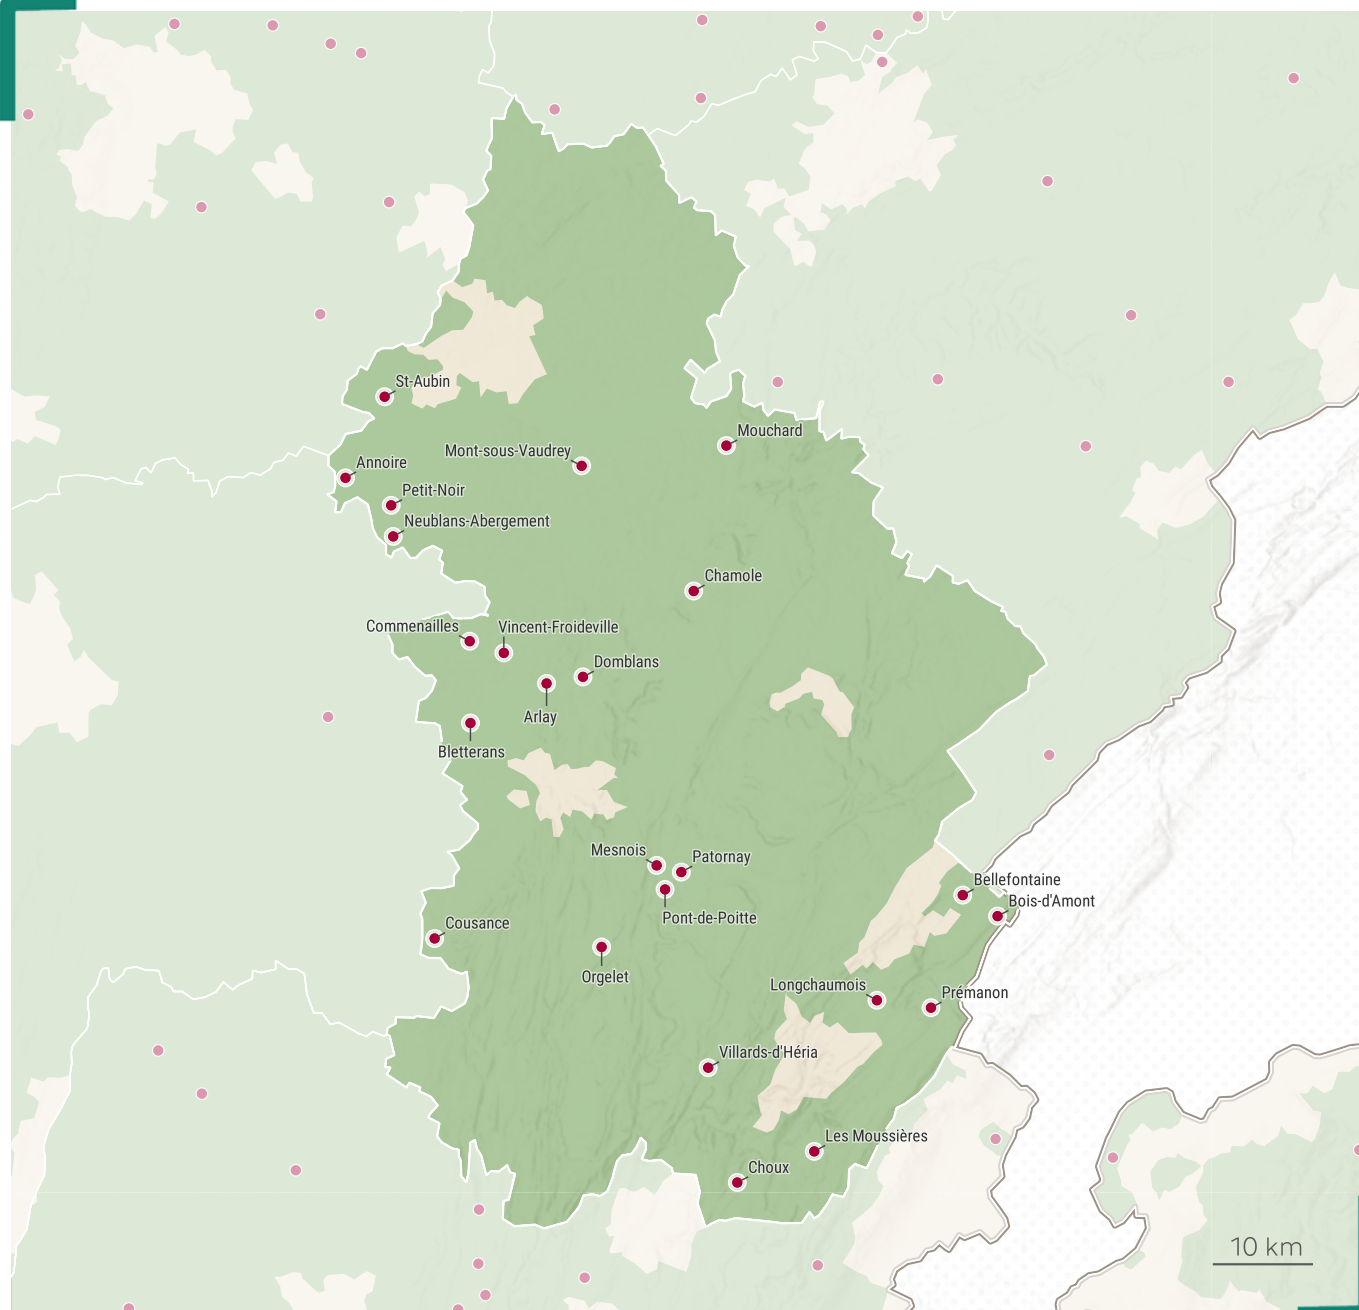 St-Aubin
Mouchard
Mont-sous-Vaudrey
Annoire
Petit-Noir
Neublans-Abergement
Chamole
Commenailles
Vincent-Froideville
Domblans
Arlay
Bletterans
Mesnois
Patornay
Bellefontaine
Bois-d'Amont
Pont-de-Poitte
Cousance
Orgelet
Longchaumois
Prémanon
Villards-d'Héria
Les Moussières
Choux
10 km